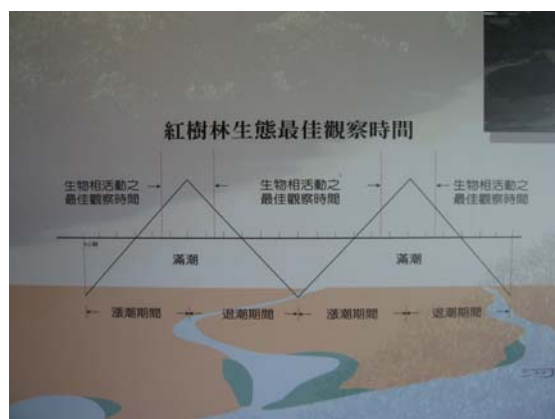 紅樹林生態最佳觀察時間
生物相活動之
最佳觀察時間
生物相活動之
最佳觀察時間
生物相活動之
最佳觀察時間
滿潮
滿潮
漲潮期間
退潮期間
漲潮期間
退潮期間